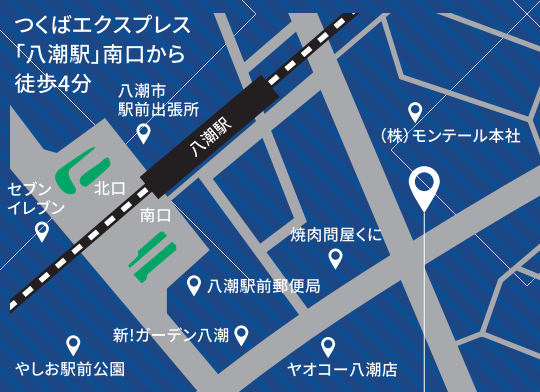 つくばエクスプレス
「八潮駅」南口から
徒歩4分
八潮市
駅前出張所
八潮駅
(株)モンテール本社
セブン
イレブン
北口
南口
焼肉問屋くに
八潮駅前郵便局
新!ガーデン八潮
やしお駅前公園
ヤオコー八潮店